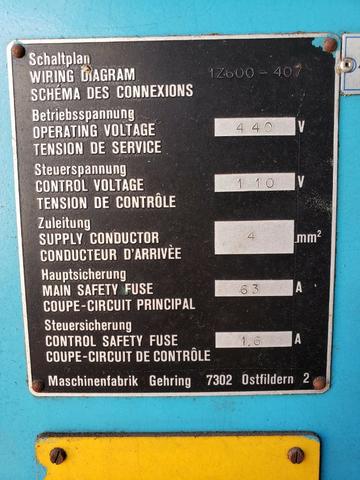 Schaltplan
WIRING DIAGRAM 1Z600-407
SCHÉMA DES CONNEXIONS
Betriebsspannung
OPERATING VOLTAGE 440 V
TENSION DE SERVICE
Steuerspannung
CONTROL VOLTAGE 110 V
TENSION DE CONTRÔLE
Zuleitung
SUPPLY CONDUCTOR 4 mm²
CONDUCTEUR D'ARRIVÉE
Hauptsicherung
MAIN SAFETY FUSE 63 A
COUPE-CIRCUIT PRINCIPAL
Steuersicherung
CONTROL SAFETY FUSE 1.6 A
COUPE-CIRCUIT DE CONTRÔLE
Maschinenfabrik Gehring 7302 Ostfildern 2